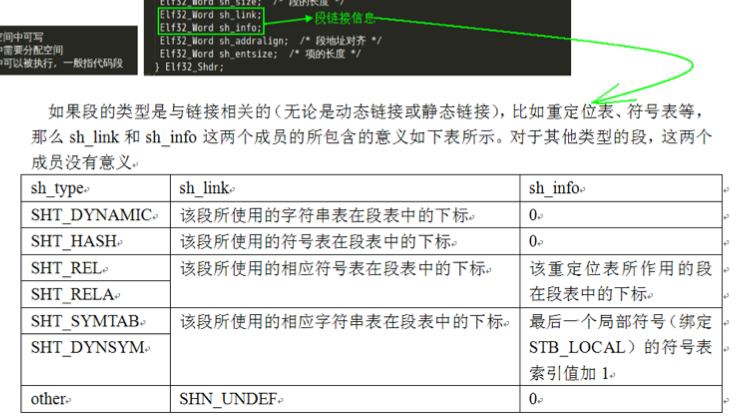 Elf32_Word sh_size; /* 段的长度 */
Elf32_Word sh_link;
Elf32_Word sh_info;
段链接信息
Elf32_Word sh_addralign; /* 段地址对齐 */
Elf32_Word sh_entsize; /* 项的长度 */
} Elf32_Shdr;
空间中可写
中需要分配空间
中可以被执行，一般指代码段
如果段的类型是与链接相关的（无论是动态链接或静态链接），比如重定位表、符号表等，
那么 sh_link 和 sh_info 这两个成员的所包含的意义如下表所示。对于其他类型的段，这两个
成员没有意义
sh_type sh_link sh_info
SHT_DYNAMIC 该段所使用的字符串表在段表中的下标 0
SHT_HASH 该段所使用的符号表在段表中的下标 0
SHT_REL 该段所使用的相应符号表在段表中的下标 该重定位表所作用的段
SHT_RELA 在段表中的下标
SHT_SYMTAB 该段所使用的相应字符串表在段表中的下标 最后一个局部符号（绑定
SHT_DYNSYM STB_LOCAL）的符号表
索引值加 1
other SHN_UNDEF 0